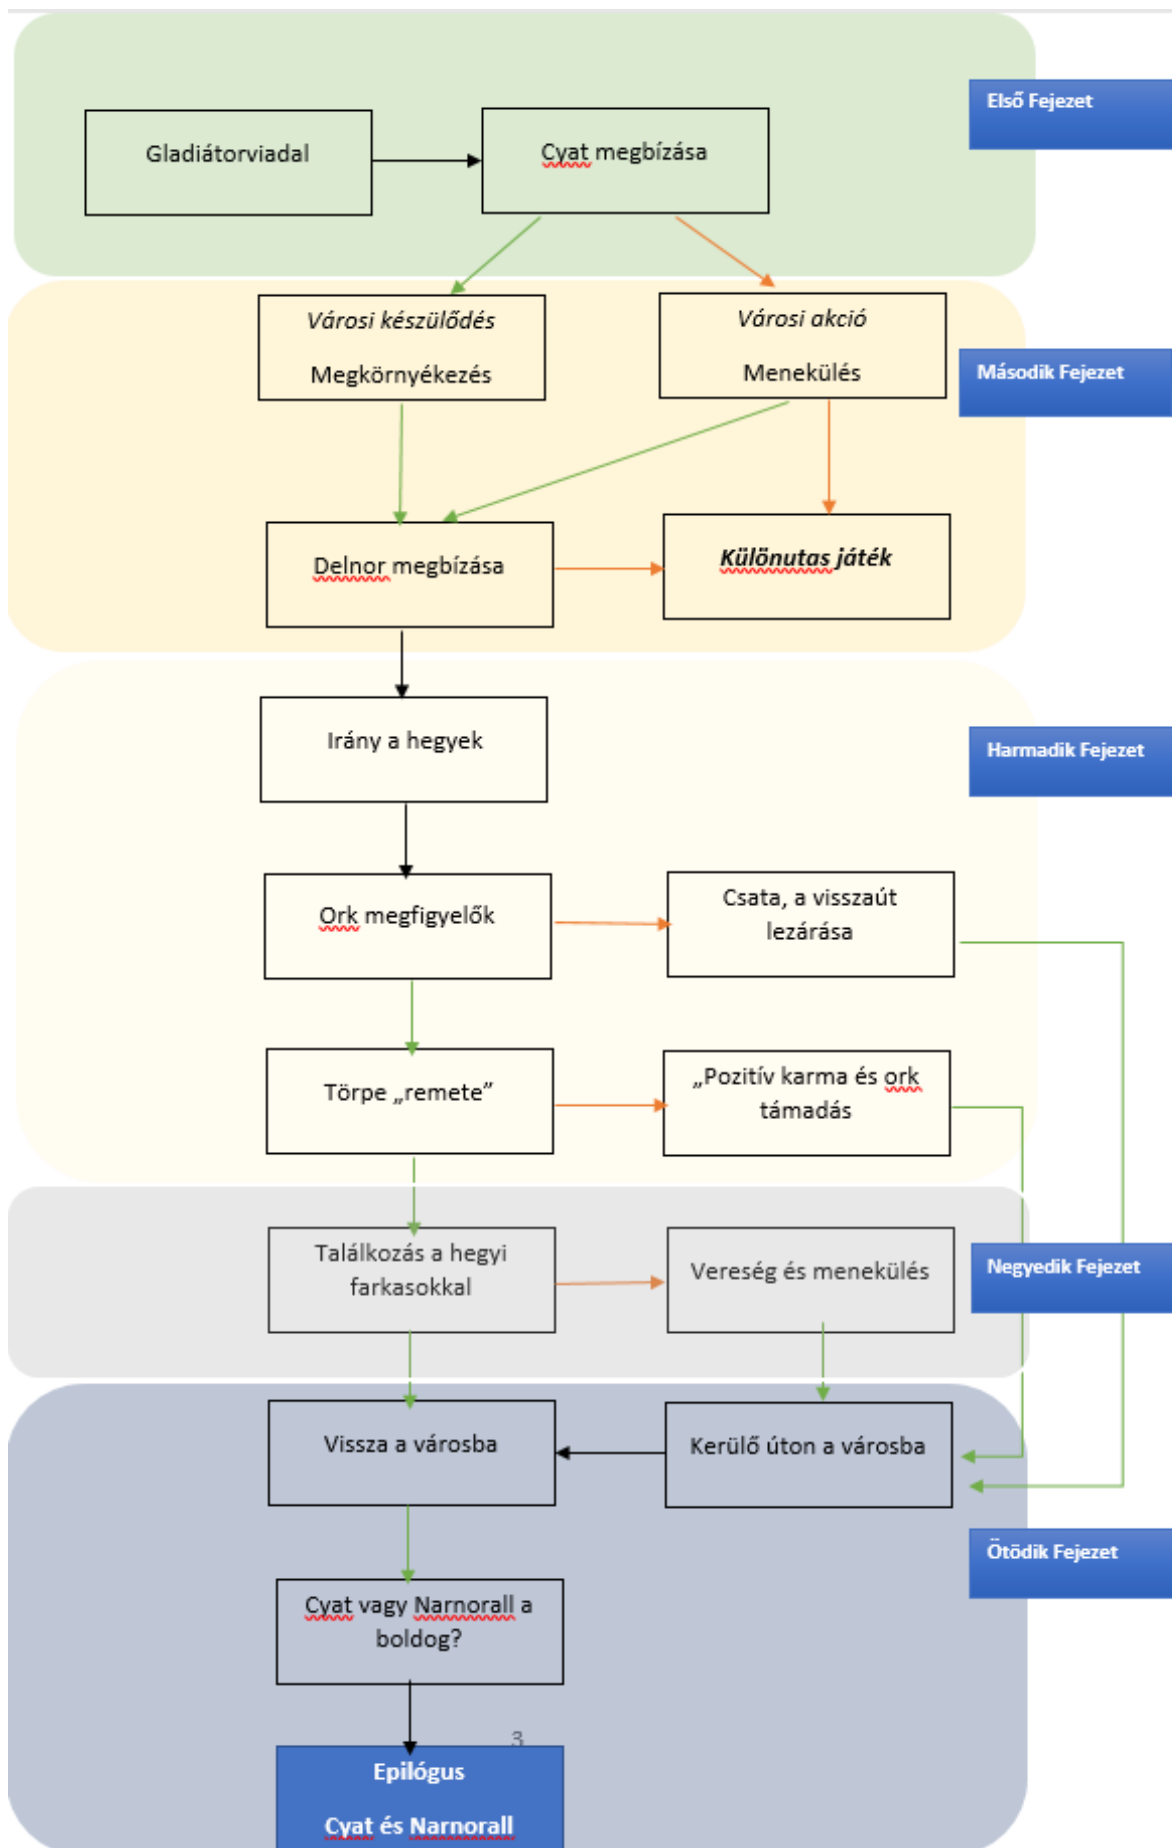 Első Fejezet
Gladiátorviadal
Cyat megbízása
Városi készülődés
Megkörnyékezés
Városi akció
Menekülés
Második Fejezet
Delnor megbízása
Különutas játék
Irány a hegyek
Harmadik Fejezet
Ork megfigyelők
Csata, a visszaút
lezárása
Törpe „remete”
„Pozitív karma és ork
támadás
Találkozás a hegyi
farkasokkal
Vereség és menekülés
Negyedik Fejezet
Vissza a városba
Kerülő úton a városba
Ötödik Fejezet
Cyat vagy Narnorall a
boldog?
3
Epilógus
Cyat és Narnorall